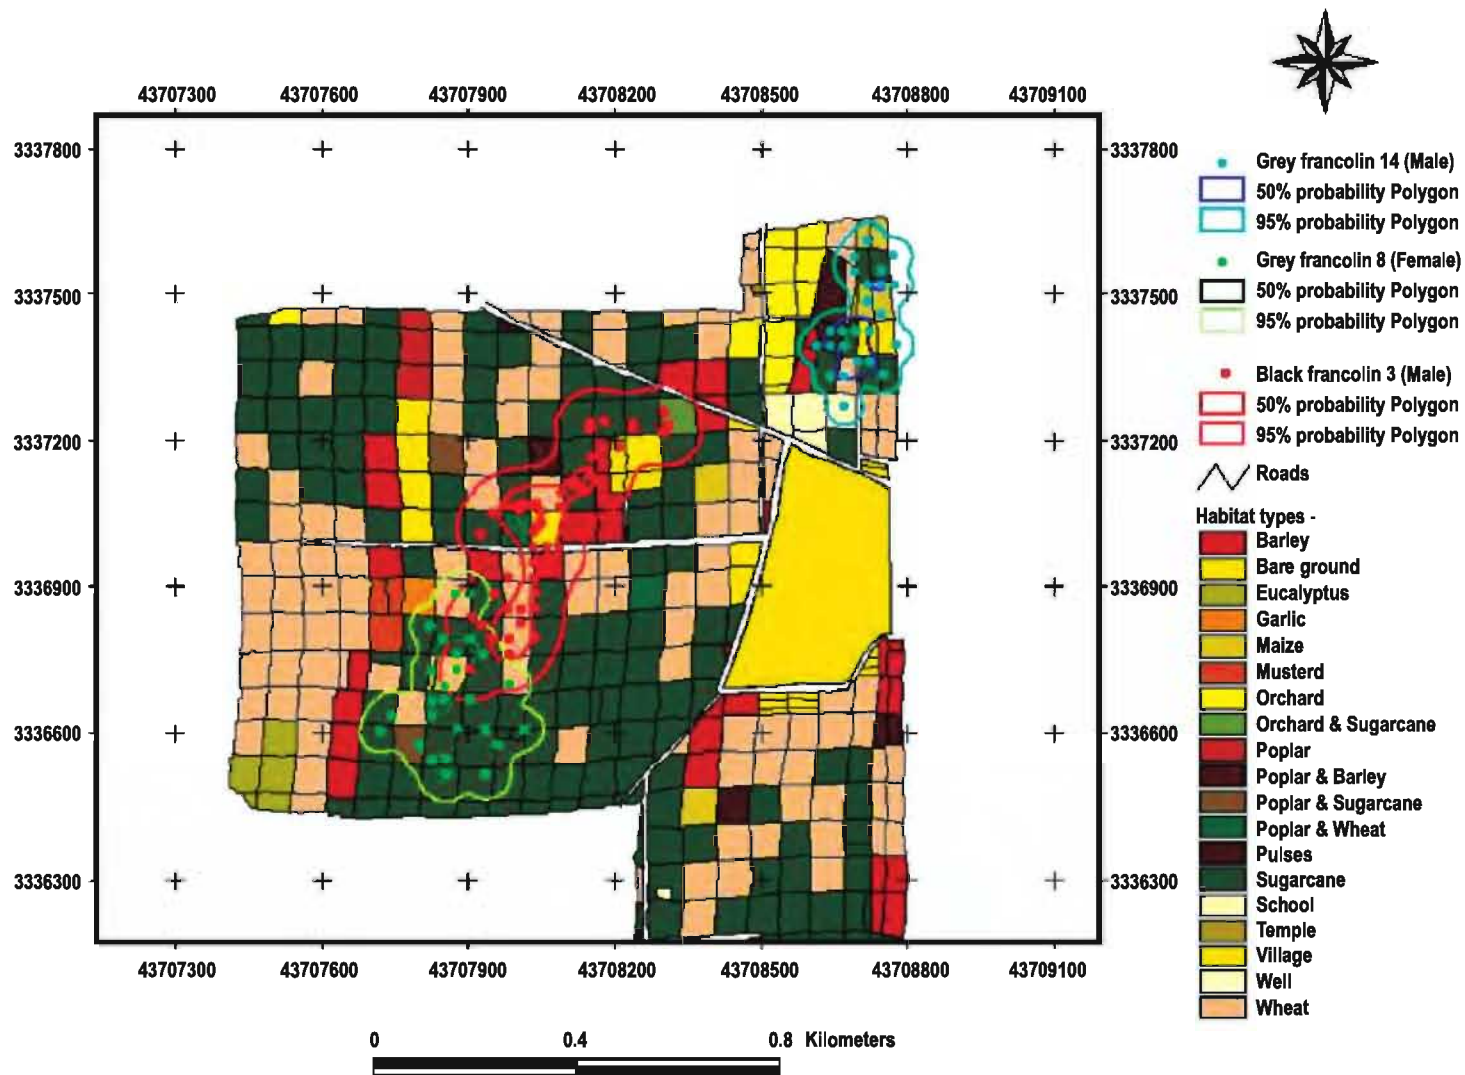 43707300 43707600 43707900 43708200 43708500 43708800 43709100
3337800 3337800
3337500 3337500
3337200 3337200
3336900 3336900
3336600 3336600
3336300 3336300
43707300 43707600 43707900 43708200 43708500 43708800 43709100
0 0.4 0.8 Kilometers
Grey francolin 14 (Male)
50% probability Polygon
95% probability Polygon
Grey francolin 8 (Female)
50% probability Polygon
95% probability Polygon
Black francolin 3 (Male)
50% probability Polygon
95% probability Polygon
Roads
Habitat types -
Barley
Bare ground
Eucalyptus
Garlic
Maize
Musterd
Orchard
Orchard & Sugarcane
Poplar
Poplar & Barley
Poplar & Sugarcane
Poplar & Wheat
Pulses
Sugarcane
School
Temple
Village
Well
Wheat